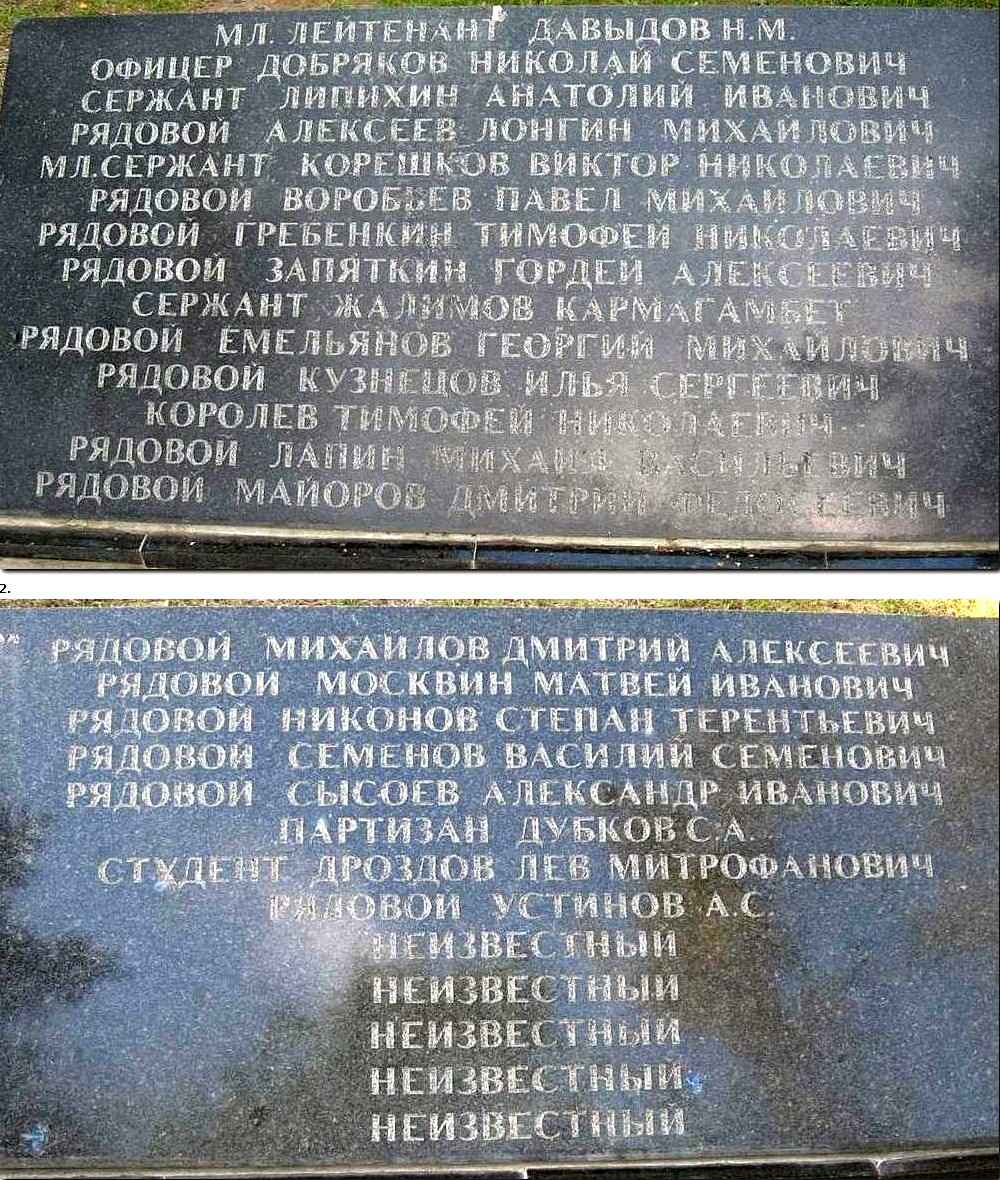 МЛ. ЛЕЙТЕНАНТ ДАВЫДОВ Н.М.
ОФИЦЕР ДОБРЯКОВ НИКОЛАЙ СЕМЕНОВИЧ
СЕРЖАНТ ЛИПИХИН АНАТОЛИЙ ИВАНОВИЧ
РЯДОВОЙ АЛЕКСЕЕВ ЛОНГИН МИХАЙЛОВИЧ
МЛ.СЕРЖАНТ КОРЕШКОВ ВИКТОР НИКОЛАЕВИЧ
РЯДОВОЙ ВОРОБЬЕВ ПАВЕЛ МИХАЙЛОВИЧ
РЯДОВОЙ ГРЕБЕНКИН ТИМОФЕЙ НИКОЛАЕВИЧ
РЯДОВОЙ ЗАПЯТКИН ГОРДЕЙ АЛЕКСЕЕВИЧ
СЕРЖАНТ ЖАЛИМОВ КАРМАГАМБЕТ
РЯДОВОЙ ЕМЕЛЬЯНОВ ГЕОРГИЙ МИХАЙЛОВИЧ
РЯДОВОЙ КУЗНЕЦОВ ИЛЬЯ СЕРГЕЕВИЧ
КОРОЛЕВ ТИМОФЕЙ НИКОЛАЕВИЧ
РЯДОВОЙ ЛАПИН МИХАИЛ ВАСИЛЬЕВИЧ
РЯДОВОЙ МАЙОРОВ ДМИТРИЙ ФЕДОСЕЕВИЧ
2.
РЯДОВОЙ МИХАЙЛОВ ДМИТРИЙ АЛЕКСЕЕВИЧ
РЯДОВОЙ МОСКВИН МАТВЕЙ ИВАНОВИЧ
РЯДОВОЙ НИКОНОВ СТЕПАН ТЕРЕНТЬЕВИЧ
РЯДОВОЙ СЕМЕНОВ ВАСИЛИЙ СЕМЕНОВИЧ
РЯДОВОЙ СЫСОЕВ АЛЕКСАНДР ИВАНОВИЧ
ПАРТИЗАН ДУБКОВ С.А.
СТУДЕНТ ДРОЗДОВ ЛЕВ МИТРОФАНОВИЧ
РЯДОВОЙ УСТИНОВ А.С.
НЕИЗВЕСТНЫЙ
НЕИЗВЕСТНЫЙ
НЕИЗВЕСТНЫЙ
НЕИЗВЕСТНЫЙ
НЕИЗВЕСТНЫЙ